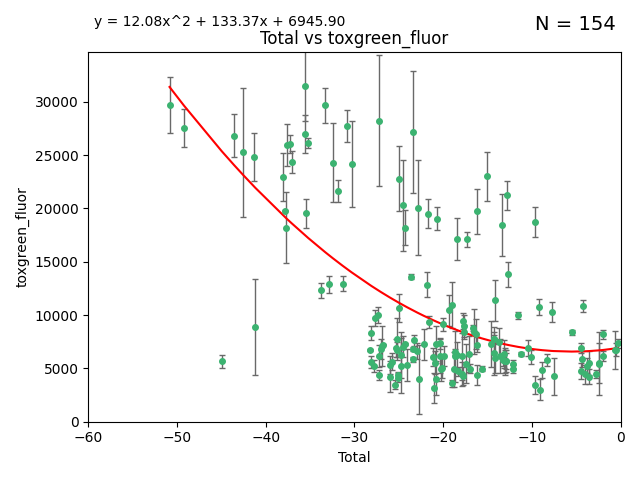 y = 12.08x^2 + 133.37x + 6945.90
N = 154
Total vs toxgreen_fluor
toxgreen_fluor
30000
25000
20000
15000
10000
5000
0
−60 −50 −40 −30 −20 −10 0
Total